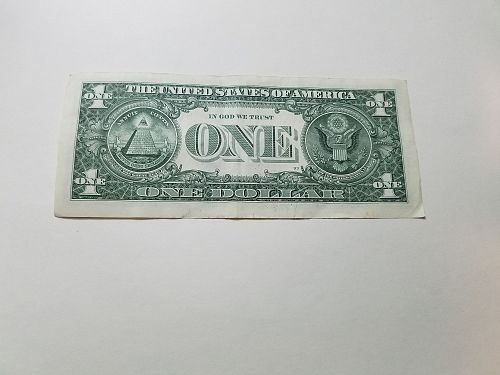 THE UNITED STATES OF AMERICA
1 ONE
1 ONE
IN GOD WE TRUST
ONE
1 ONE
1 ONE
ONE DOLLAR